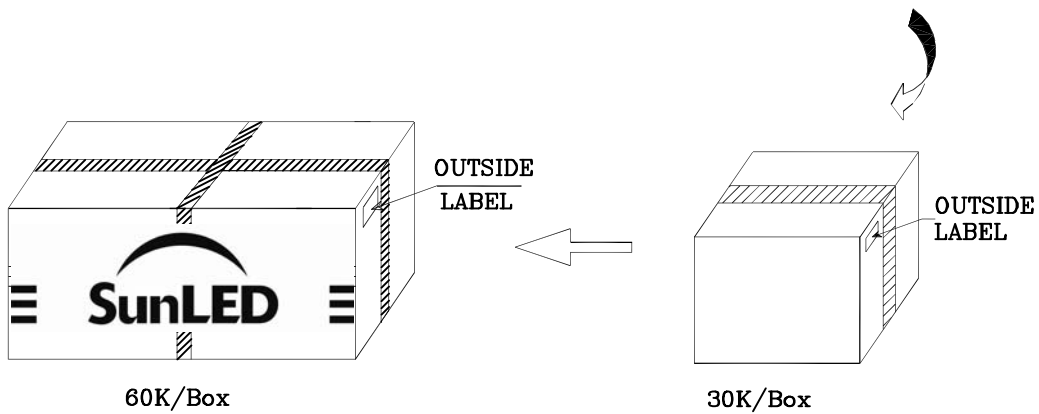 OUTSIDE
LABEL
SunLED
60K/Box
OUTSIDE
LABEL
30K/Box